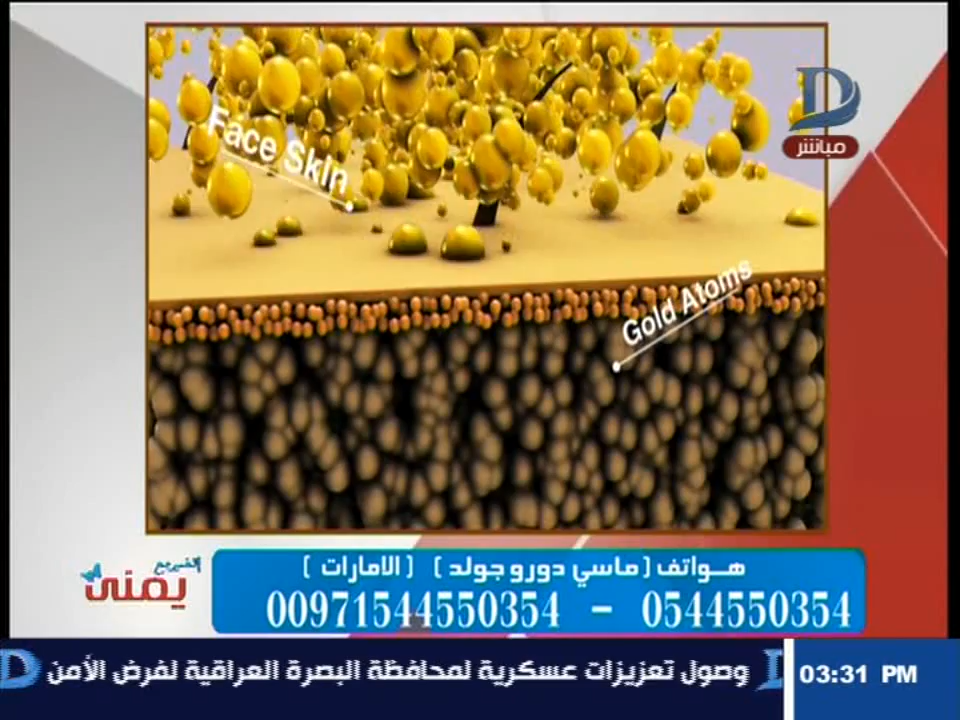 D
مباشر
Face Skin
Gold Atoms
هـواتف (ماسي دورو جولد) (الامارات)
00971544550354 - 0544550354
يمنى
وصول تعزيزات عسكرية لمحافظة البصرة العراقية لفرض الأمن
03:31 PM